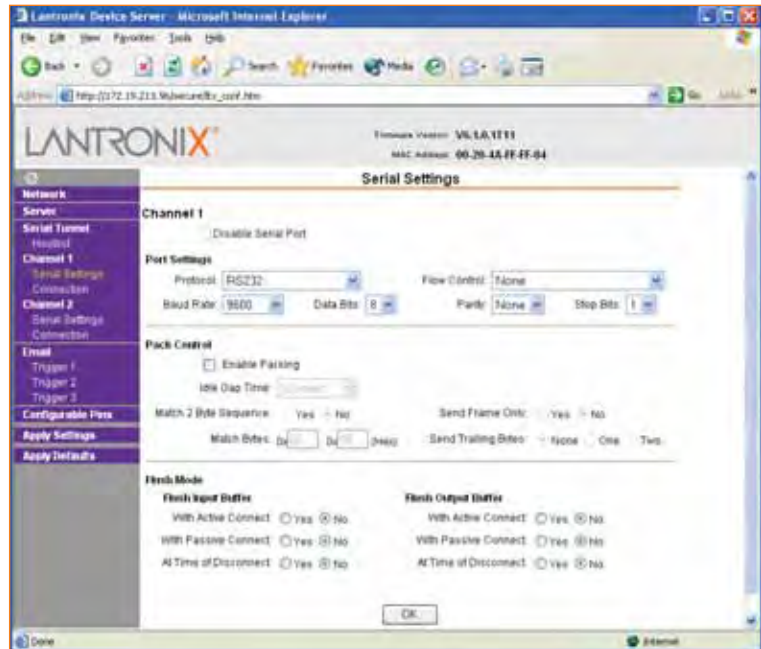 Lantronix Device Server - Microsoft Internet Explorer
File Edit View Favorites Tools Help
Back Search Favorites Media
Address Go Links
LANTRONIX
Firmware Version: V6.1.0.1T11
MAC Address: 00-20-4A-FF-FF-04
Network
Server
Serial Tunnel
Hostlist
Channel 1
Serial Settings
Connection
Channel 2
Serial Settings
Connection
Email
Trigger 1
Trigger 2
Trigger 3
Configurable Pins
Apply Settings
Apply Defaults
Serial Settings
Channel 1
Disable Serial Port
Port Settings
Protocol: RS232 Flow Control: None
Baud Rate: 9600 Data Bits: 8 Parity: None Stop Bits: 1
Pack Control
Enable Packing
Idle Gap Time:
Match 2 Byte Sequence: Yes No Send Frame Only: Yes No
Match Bytes: 0x 0x (Hex) Send Trailing Bytes: None One Two
Flush Mode
Flush Input Buffer Flush Output Buffer
With Active Connect: Yes No With Active Connect: Yes No
With Passive Connect: Yes No With Passive Connect: Yes No
At Time of Disconnect: Yes No At Time of Disconnect: Yes No
OK
Done Internet